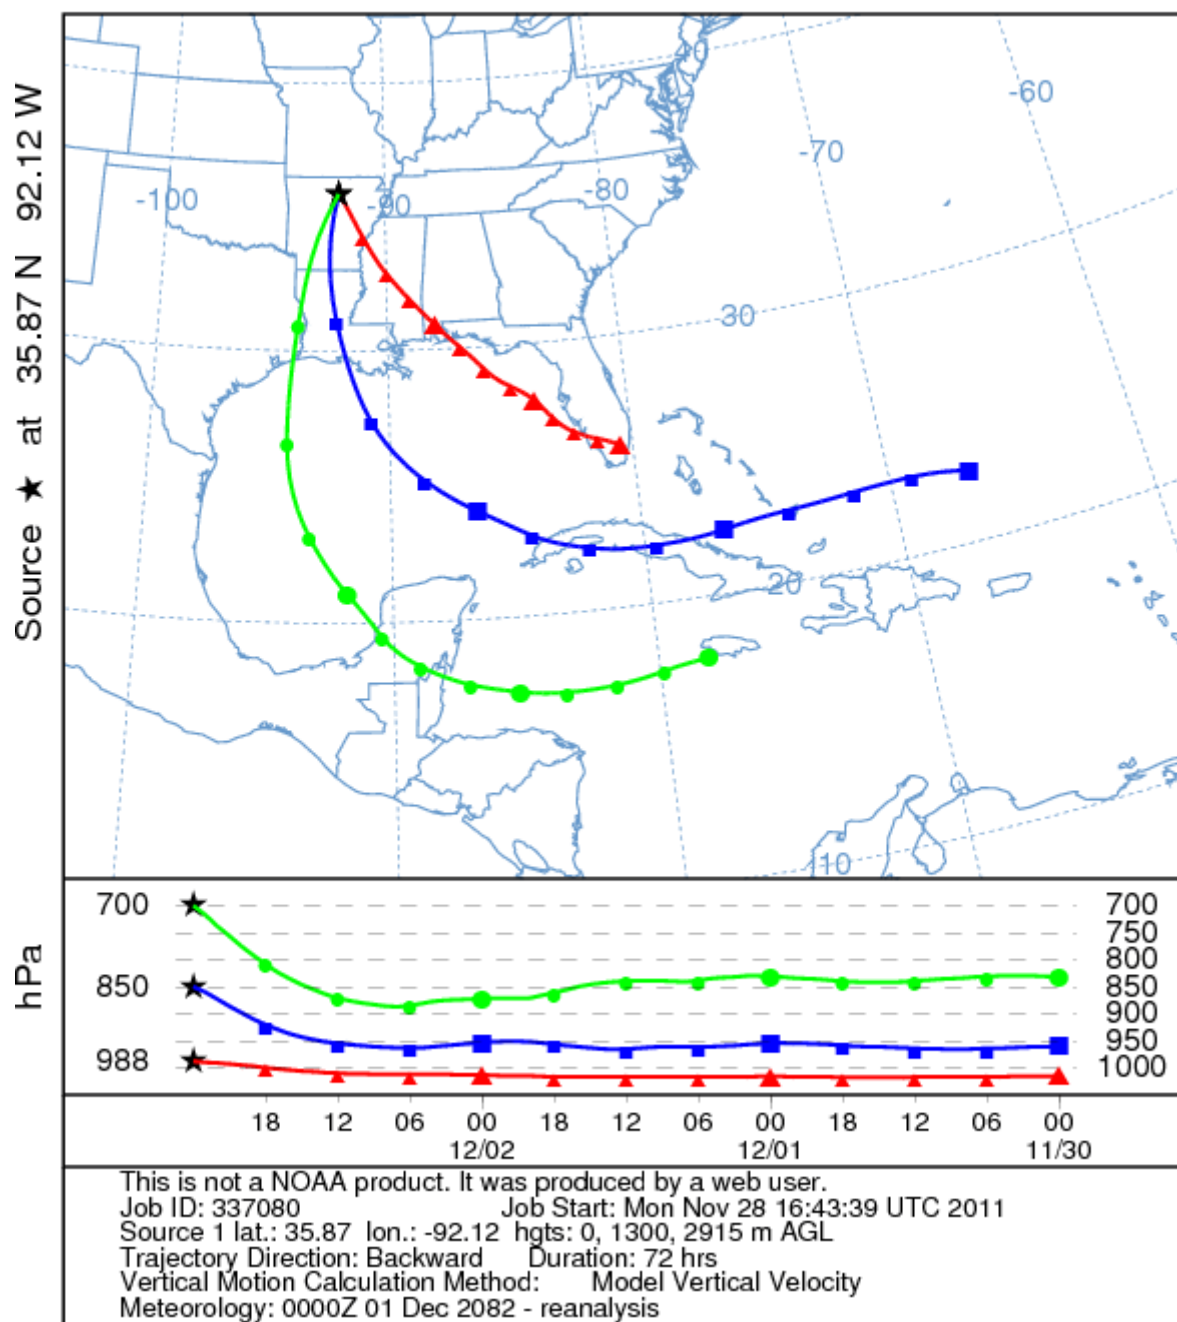 Source ★ at 35.87 N 92.12 W
-60
40
-70
-80
-90
-100
30
20
10
hPa
700 700
750
800
850 850
900
950
988 1000
18 12 06 00 18 12 06 00 18 12 06 00
12/02 12/01 11/30
This is not a NOAA product. It was produced by a web user.
Job ID: 337080 Job Start: Mon Nov 28 16:43:39 UTC 2011
Source 1 lat.: 35.87 lon.: -92.12 hgts: 0, 1300, 2915 m AGL
Trajectory Direction: Backward Duration: 72 hrs
Vertical Motion Calculation Method: Model Vertical Velocity
Meteorology: 0000Z 01 Dec 2082 - reanalysis